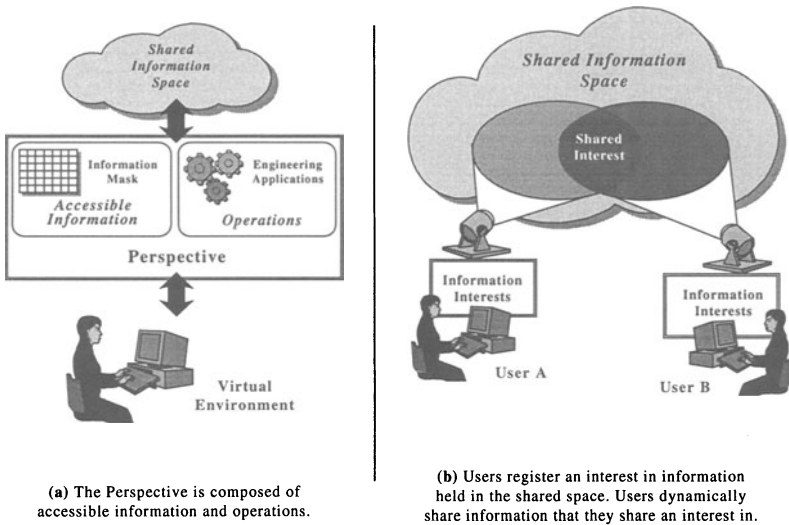 Shared
Information
Space
Information
Mask
Accessible
Information
Engineering
Applications
Operations
Perspective
Virtual
Environment
(a) The Perspective is composed of
accessible information and operations.
Shared Information
Space
Shared
Interest
Information
Interests
User A
Information
Interests
User B
(b) Users register an interest in information
held in the shared space. Users dynamically
share information that they share an interest in.